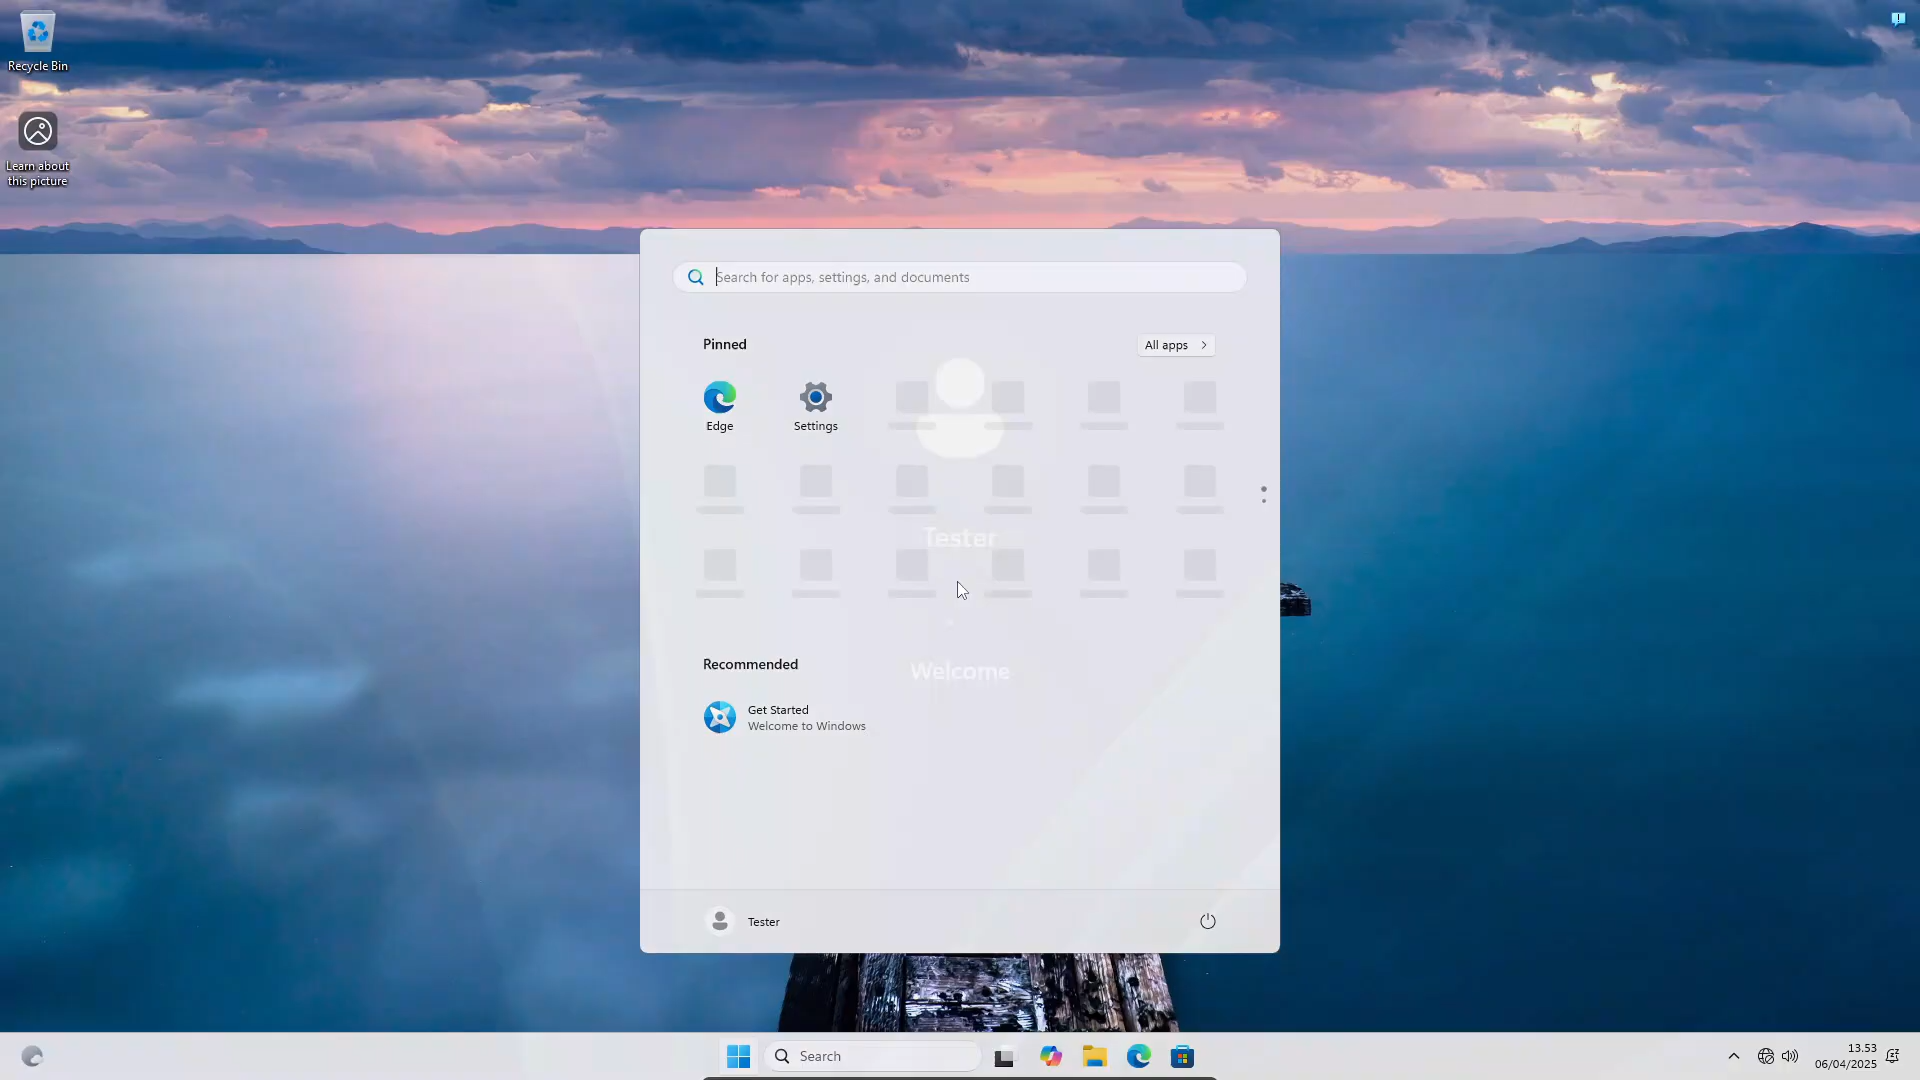 Recycle Bin
Learn about
this picture
Search for apps, settings, and documents
Pinned
All apps
Edge
Settings
Tester
Recommended
Welcome
Get Started
Welcome to Windows
Tester
Search
13.53
06/04/2025